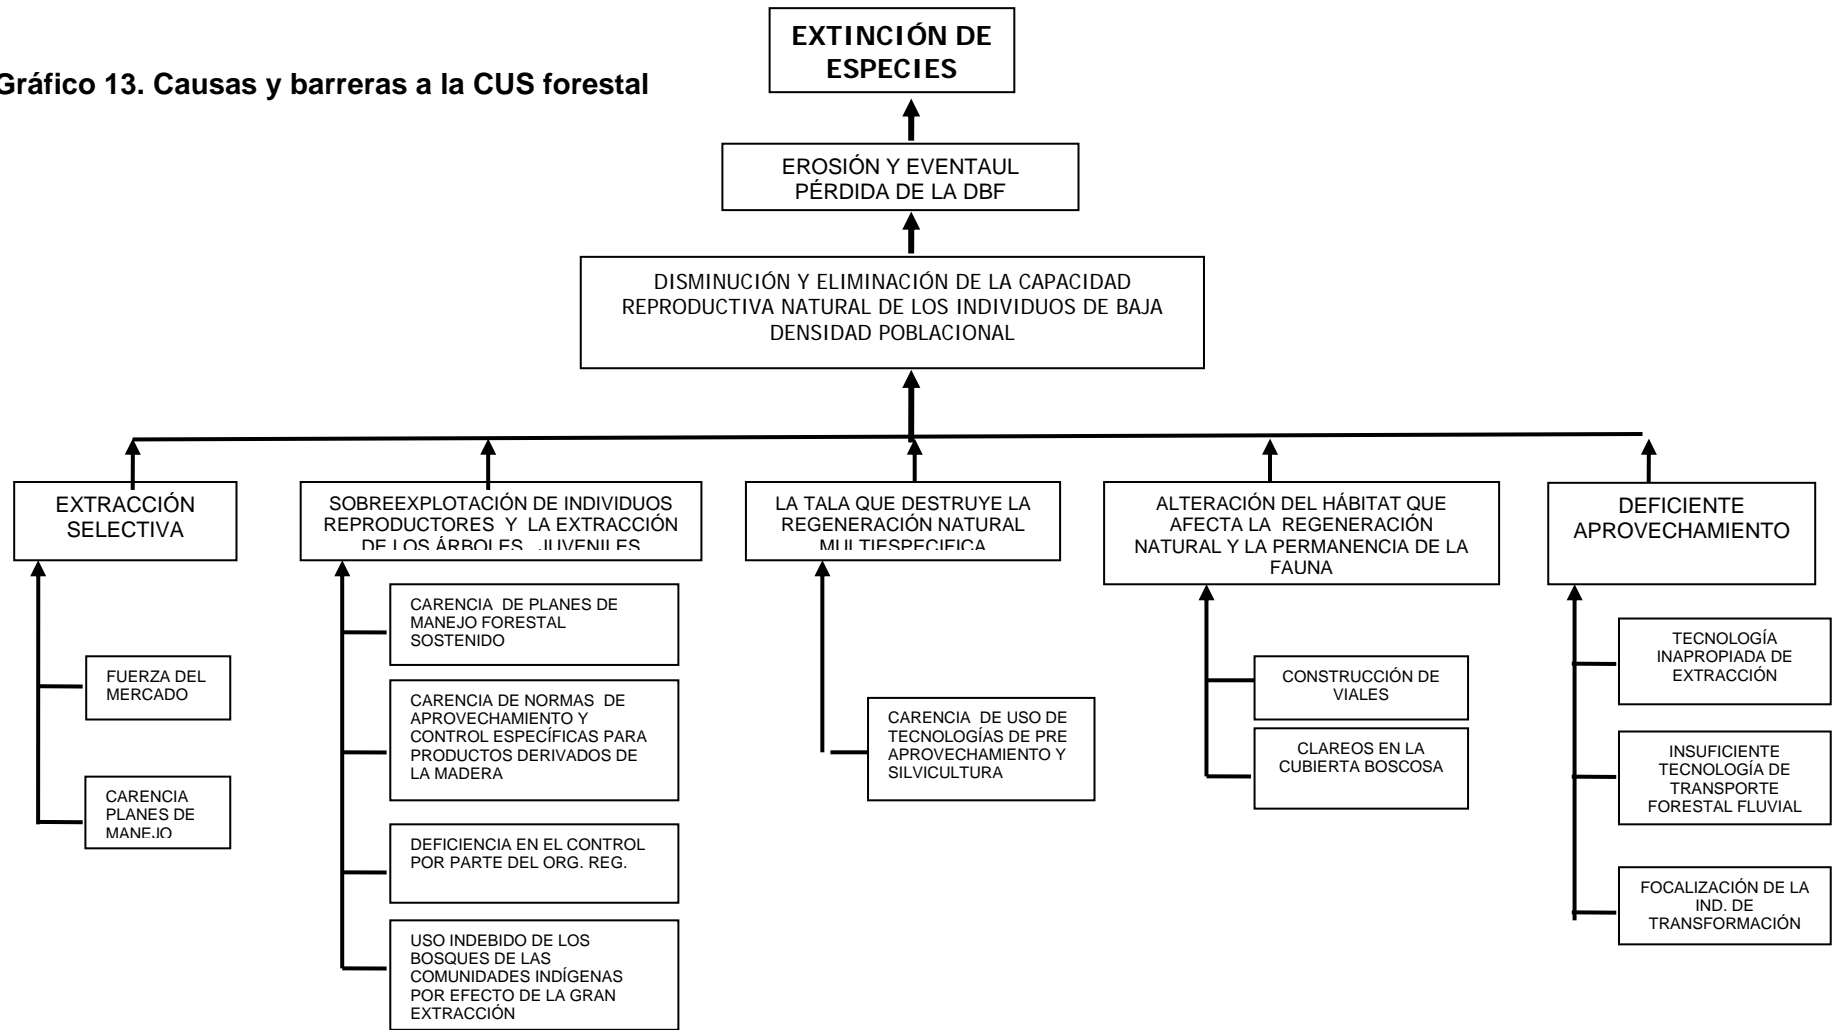 EXTINCIÓN DE
ESPECIES
Gráfico 13. Causas y barreras a la CUS forestal
EROSIÓN Y EVENTAUL
PÉRDIDA DE LA DBF
DISMINUCIÓN Y ELIMINACIÓN DE LA CAPACIDAD
REPRODUCTIVA NATURAL DE LOS INDIVIDUOS DE BAJA
DENSIDAD POBLACIONAL
EXTRACCIÓN
SELECTIVA
SOBREEXPLOTACIÓN DE INDIVIDUOS
REPRODUCTORES Y LA EXTRACCIÓN
DE LOS ÁRBOLES JUVENILES
LA TALA QUE DESTRUYE LA
REGENERACIÓN NATURAL
MULTIESPECIFICA
ALTERACIÓN DEL HÁBITAT QUE
AFECTA LA REGENERACIÓN
NATURAL Y LA PERMANENCIA DE LA
FAUNA
DEFICIENTE
APROVECHAMIENTO
FUERZA DEL
MERCADO
CARENCIA
PLANES DE
MANEJO
CARENCIA DE PLANES DE
MANEJO FORESTAL
SOSTENIDO
CARENCIA DE NORMAS DE
APROVECHAMIENTO Y
CONTROL ESPECÍFICAS PARA
PRODUCTOS DERIVADOS DE
LA MADERA
DEFICIENCIA EN EL CONTROL
POR PARTE DEL ORG. REG.
USO INDEBIDO DE LOS
BOSQUES DE LAS
COMUNIDADES INDÍGENAS
POR EFECTO DE LA GRAN
EXTRACCIÓN
CARENCIA DE USO DE
TECNOLOGÍAS DE PRE
APROVECHAMIENTO Y
SILVICULTURA
CONSTRUCCIÓN DE
VIALES
CLAREOS EN LA
CUBIERTA BOSCOSA
TECNOLOGÍA
INAPROPIADA DE
EXTRACCIÓN
INSUFICIENTE
TECNOLOGÍA DE
TRANSPORTE
FORESTAL FLUVIAL
FOCALIZACIÓN DE LA
IND. DE
TRANSFORMACIÓN